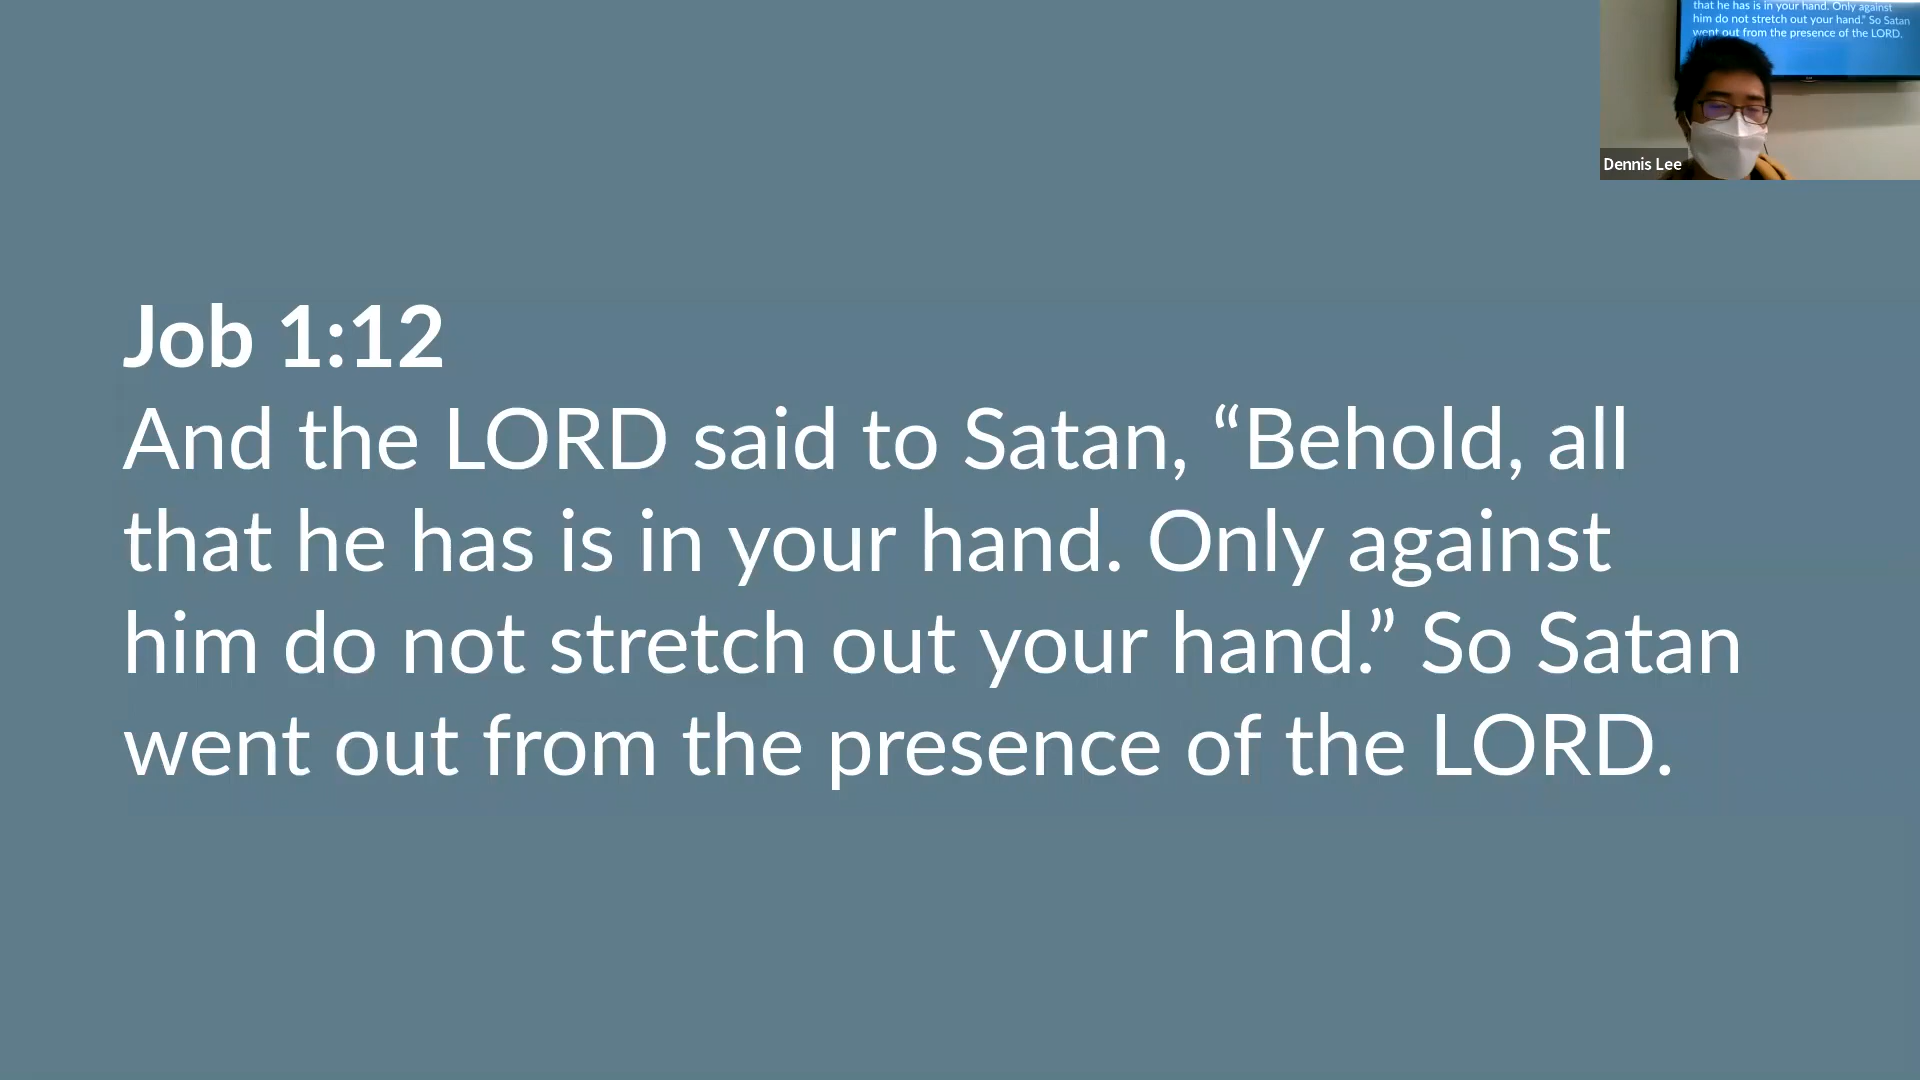 that he has is in your hand. Only against
him do not stretch out your hand.” So Satan
went out from the presence of the LORD.
Dennis Lee
Job 1:12
And the LORD said to Satan, “Behold, all
that he has is in your hand. Only against
him do not stretch out your hand.” So Satan
went out from the presence of the LORD.